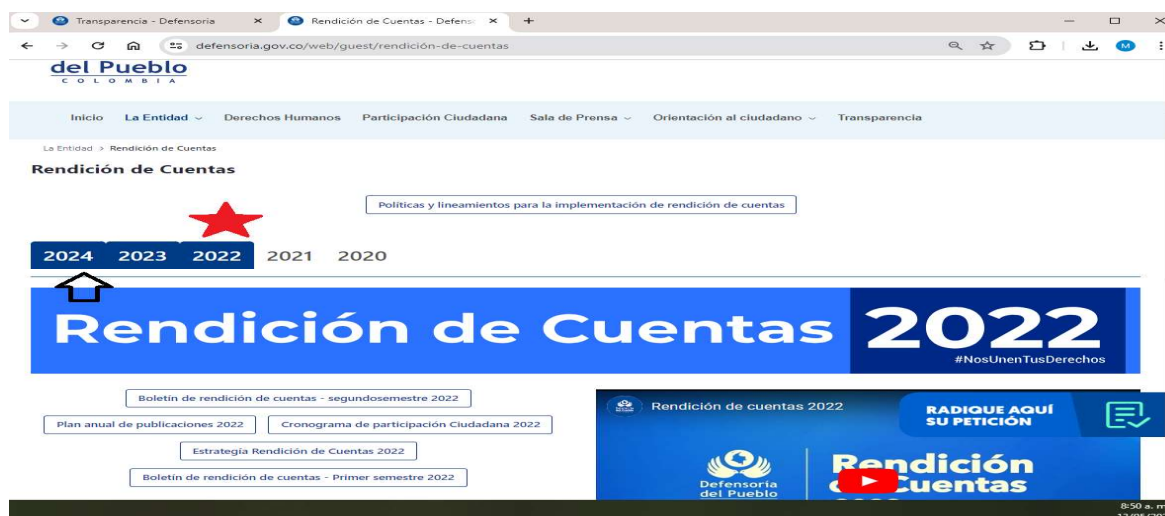 Transparencia - Defensoria
Rendición de Cuentas - Defens
defensoria.gov.co/web/guest/rendición-de-cuentas
M
del Pueblo
COLOMBIA
Inicio La Entidad Derechos Humanos Participación Ciudadana Sala de Prensa Orientación al ciudadano Transparencia
La Entidad > Rendición de Cuentas
Rendición de Cuentas
Políticas y lineamientos para la implementación de rendición de cuentas
2024 2023 2022 2021 2020
Rendición de Cuentas 2022
#NosUnenTusDerechos
Boletín de rendición de cuentas - segundosemestre 2022
Plan anual de publicaciones 2022 Cronograma de participación Ciudadana 2022
Estrategía Rendición de Cuentas 2022
Boletín de rendición de cuentas - Primer semestre 2022
Rendición de cuentas 2022
RADIQUE AQUÍ
SU PETICIÓN
Defensoría
del Pueblo
Rendición
de Cuentas
8:50 a. m